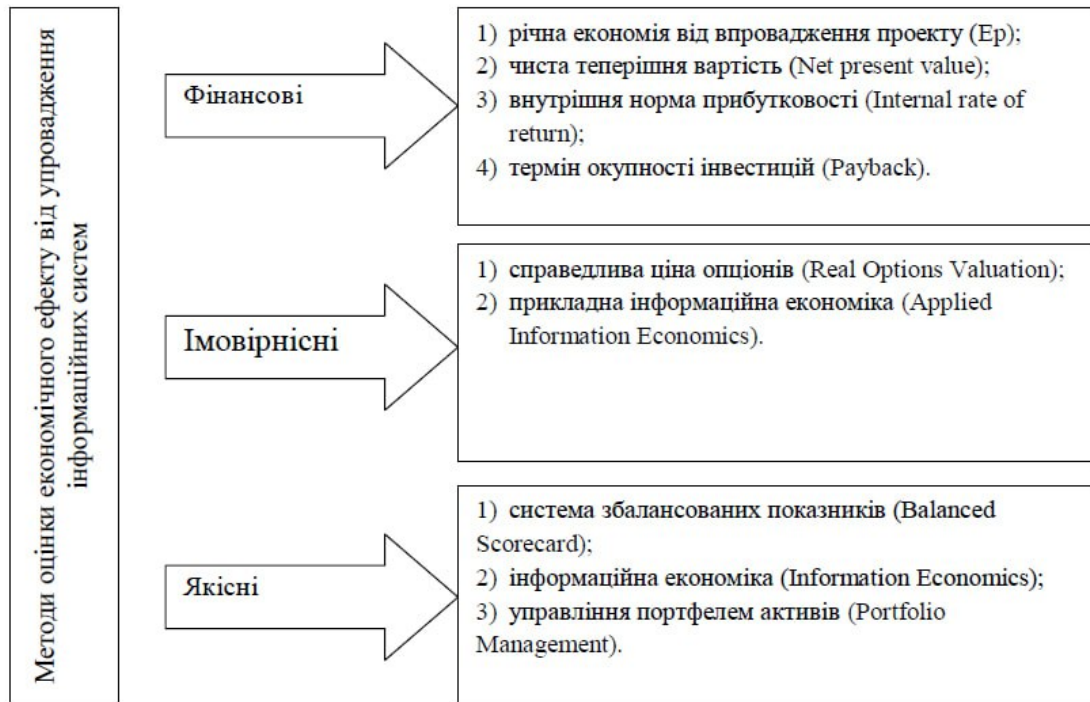 Методи оцінки економічного ефекту від упровадження
інформаційних систем
Фінансові
1) річна економія від впровадження проекту (Ер);
2) чиста теперішня вартість (Net present value);
3) внутрішня норма прибутковості (Internal rate of
return);
4) термін окупності інвестицій (Payback).
Імовірнісні
1) справедлива ціна опціонів (Real Options Valuation);
2) прикладна інформаційна економіка (Applied
Information Economics).
Якісні
1) система збалансованих показників (Balanced
Scorecard);
2) інформаційна економіка (Information Economics);
3) управління портфелем активів (Portfolio
Management).